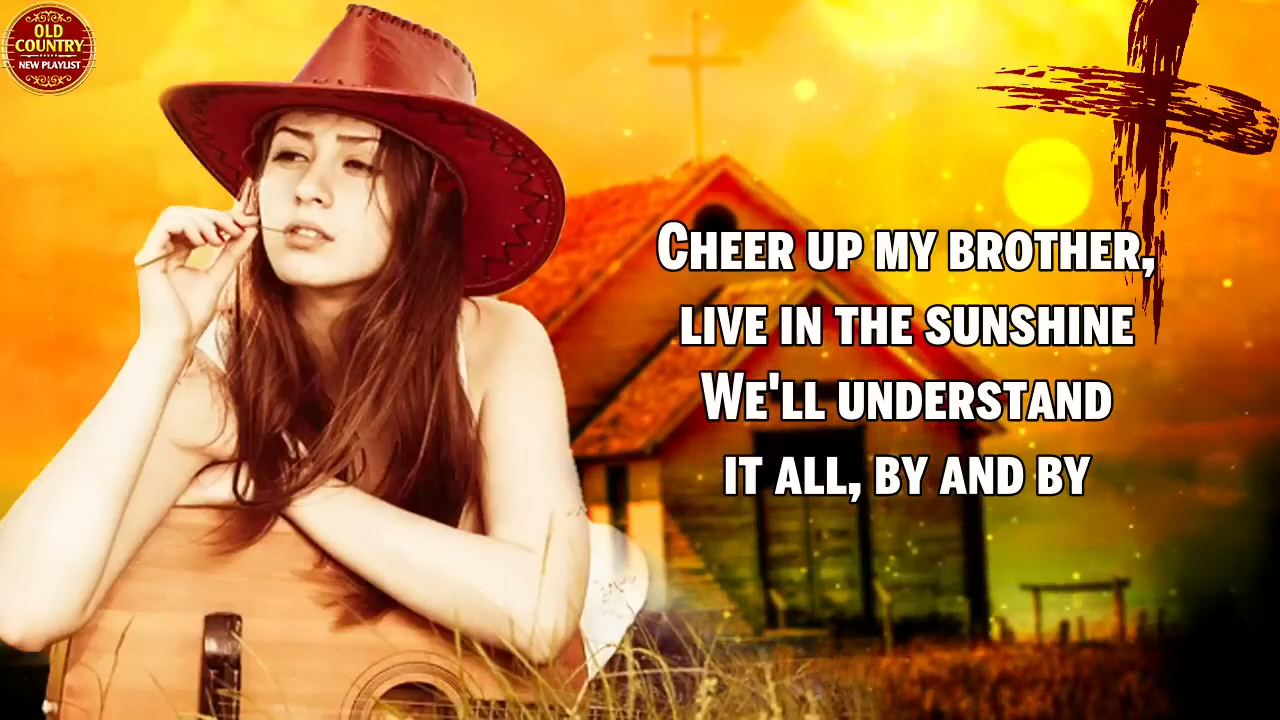 OLD
COUNTRY
NEW PLAYLIST
CHEER UP MY BROTHER,
LIVE IN THE SUNSHINE
WE'LL UNDERSTAND
IT ALL, BY AND BY